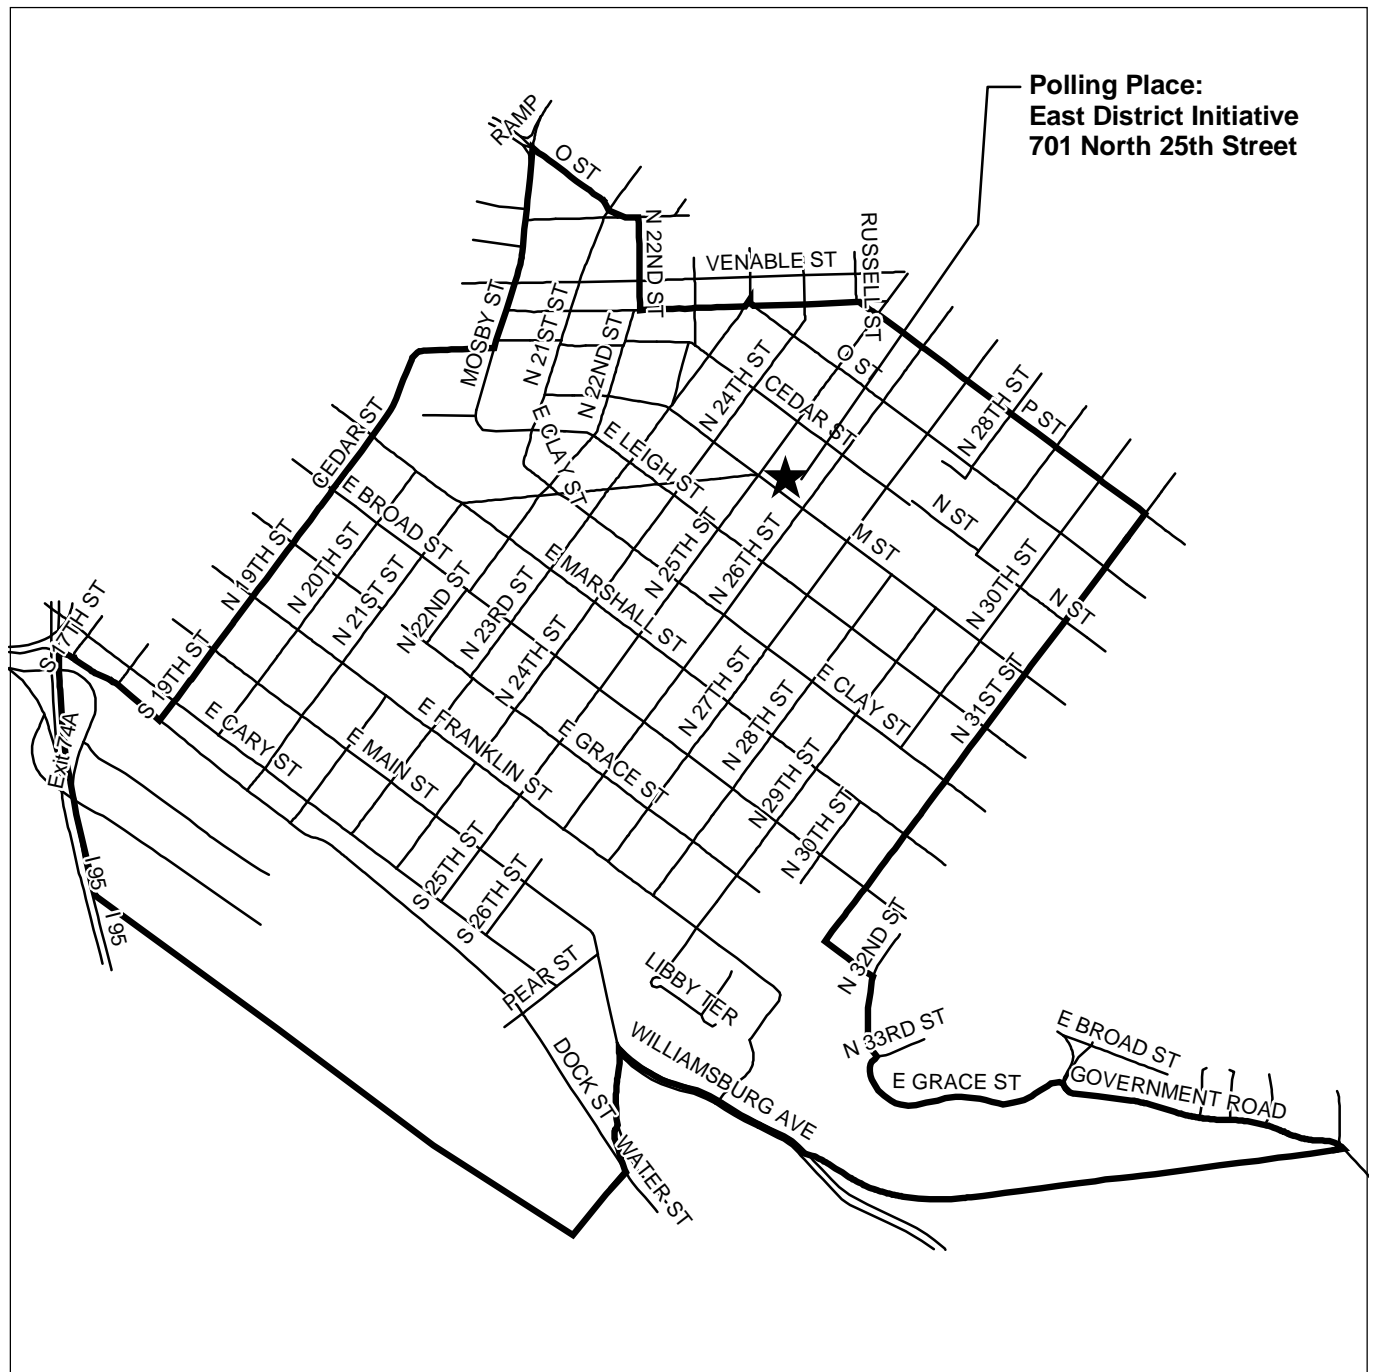 Polling Place:
East District Initiative
701 North 25th Street
RAMP
O ST
N 22ND ST
RUSSELL ST
VENABLE ST
MOSBY ST
N 21ST ST
N 22ND ST
N 24TH ST
O ST
CEDAR ST
N 28TH ST
P ST
CEDAR ST
E CLAY ST
E LEIGH ST
E BROAD ST
N ST
M ST
N 19TH ST
N 20TH ST
N 21ST ST
N 22ND ST
N 23RD ST
E MARSHALL ST
N 25TH ST
N 26TH ST
N 30TH ST
N ST
S 17TH ST
S 19TH ST
N 24TH ST
N 27TH ST
N 28TH ST
E CLAY ST
N 31ST ST
E CARY ST
E MAIN ST
E FRANKLIN ST
E GRACE ST
N 29TH ST
N 30TH ST
Exit 74A
I 95
I 95
S 25TH ST
S 26TH ST
PEAR ST
LIBBY TER
N 32ND ST
N 33RD ST
E BROAD ST
E GRACE ST
GOVERNMENT ROAD
WILLIAMSBURG AVE
DOCK ST
WATER ST